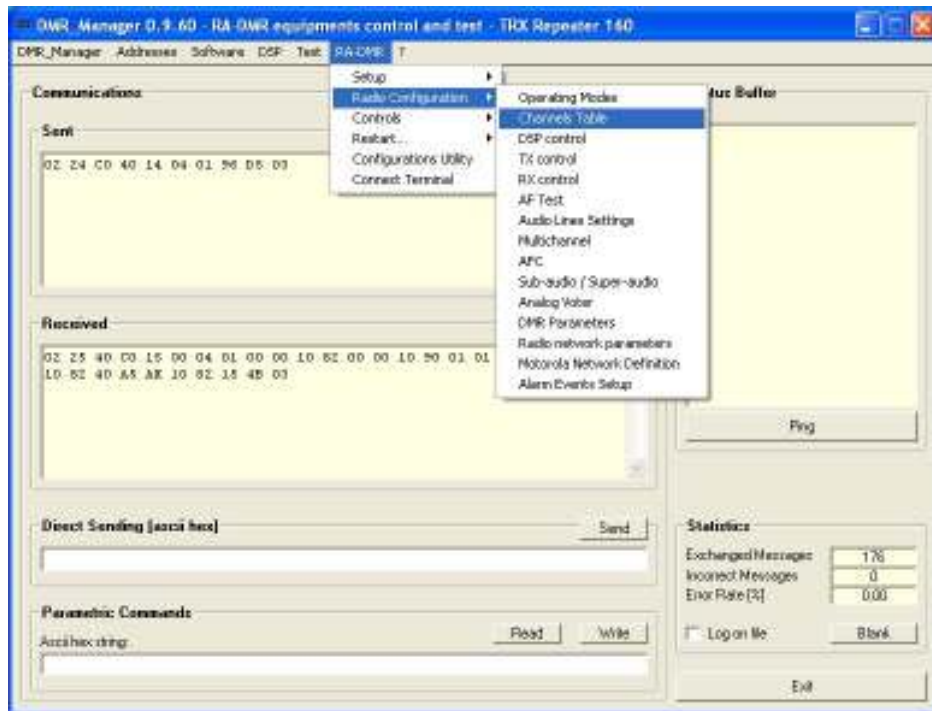 DMR_Manager 0.9.60 - RA-DMR equipments control and test - TRX Repeater 160
DMR_Manager Addresses Software DSP Test RA-DMR ?
Setup
Radio Configuration
Controls
Restart...
Configurations Utility
Connect Terminal
Operating Modes
Channels Table
DSP control
TX control
RX control
AF Test
Audio Lines Settings
Multichannel
AFC
Sub-audio / Super-audio
Analog Voter
DMR Parameters
Radio network parameters
Motorola Network Definition
Alarm Events Setup
Communications
Sent
02 24 C0 40 14 04 01 96 D5 03
Received
02 25 40 C0 15 00 04 01 00 00 10 82 00 00 10 90 01 01
10 82 40 A5 AK 10 82 15 4B 03
Buffer
Ping
Direct Sending [ascii hex]
Send
Parametric Commands
Ascii hex string:
Read Write
Statistics
Exchanged Messages 176
Incorrect Messages 0
Error Rate [%] 0,00
Log on file Blank
Exit